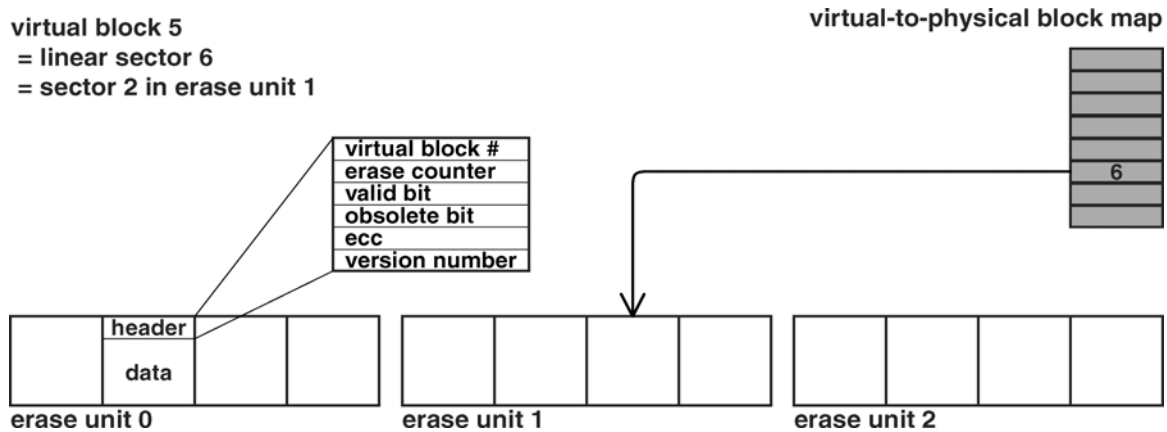 virtual block 5
= linear sector 6
= sector 2 in erase unit 1
virtual-to-physical block map
virtual block #
erase counter
valid bit
obsolete bit
ecc
version number
6
header
data
erase unit 0
erase unit 1
erase unit 2